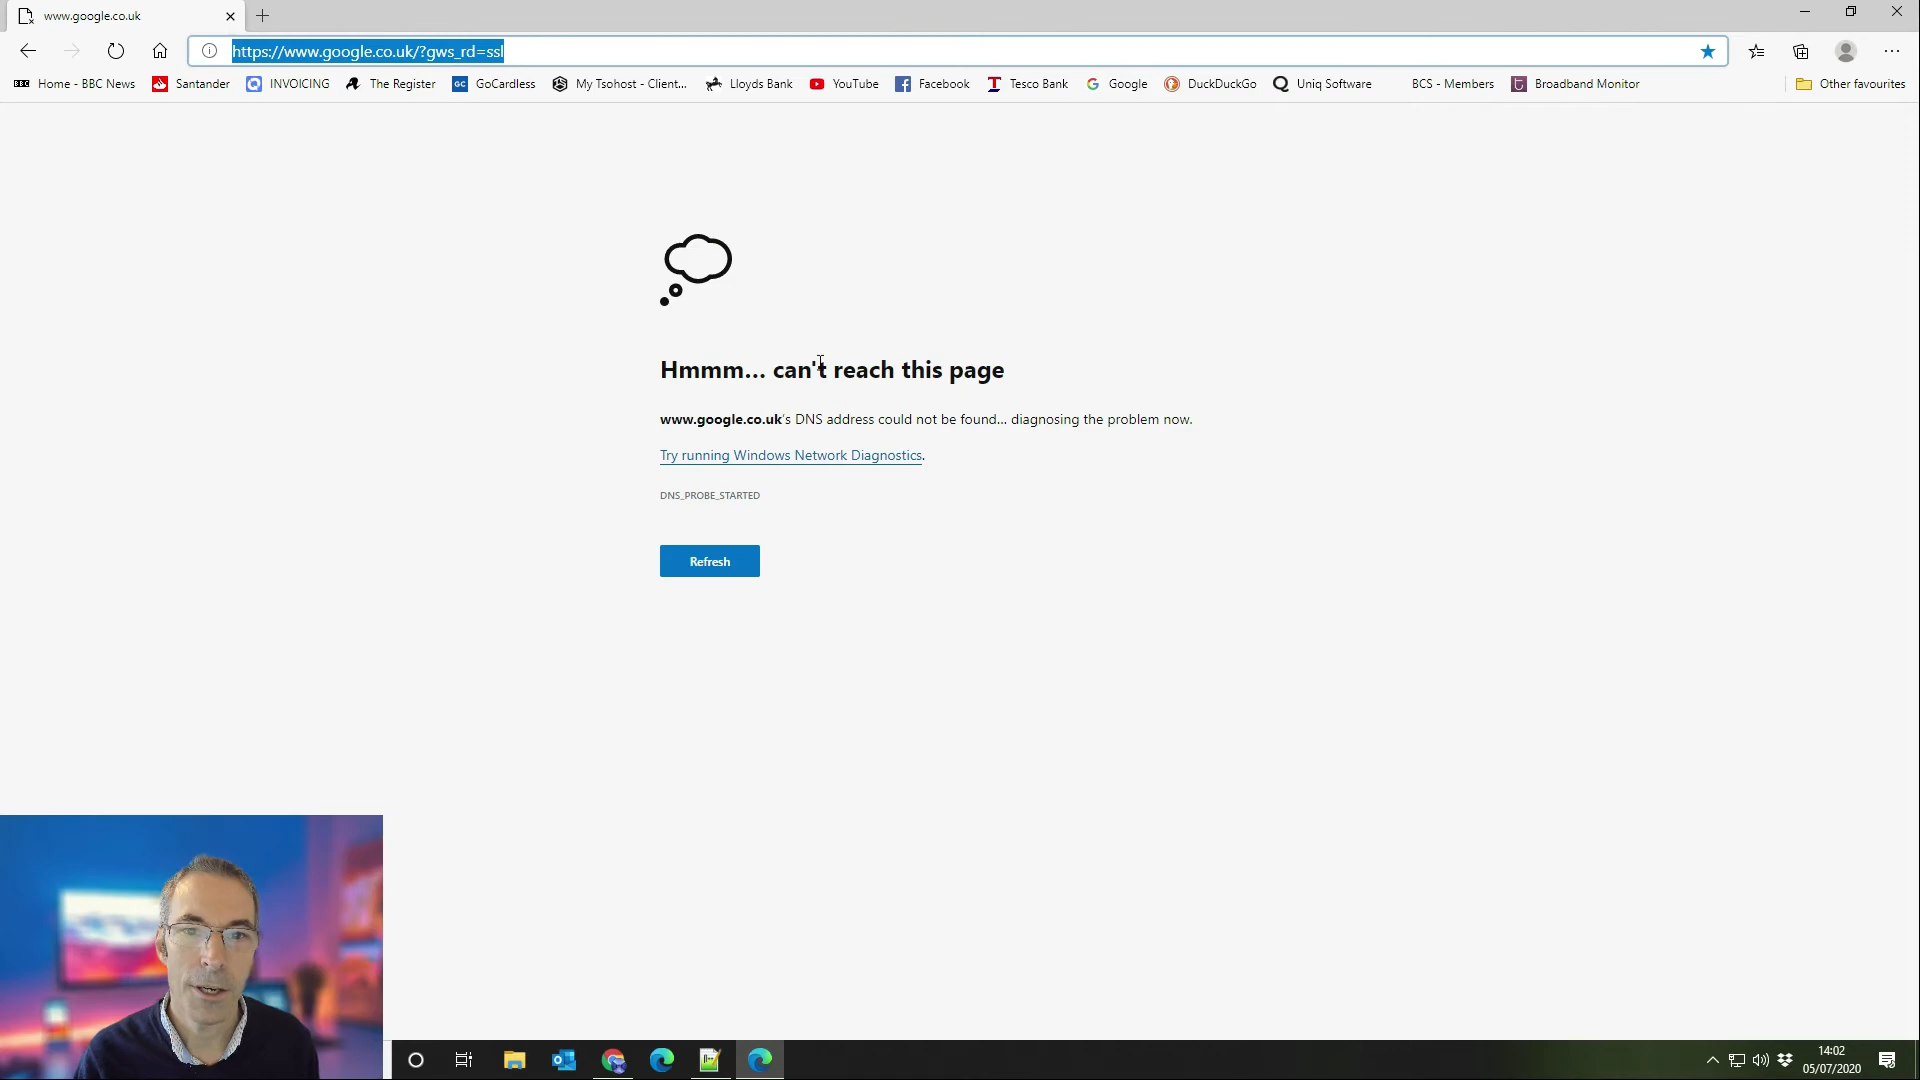 www.google.co.uk
https://www.google.co.uk/?gws_rd=ssl
BBC Home - BBC News Santander INVOICING The Register GC GoCardless My Tsohost - Client... Lloyds Bank YouTube Facebook Tesco Bank Google DuckDuckGo Uniq Software BCS - Members Broadband Monitor Other favourites
Hmmm... can't reach this page
www.google.co.uk's DNS address could not be found... diagnosing the problem now.
Try running Windows Network Diagnostics.
DNS_PROBE_STARTED
Refresh
14:02
05/07/2020